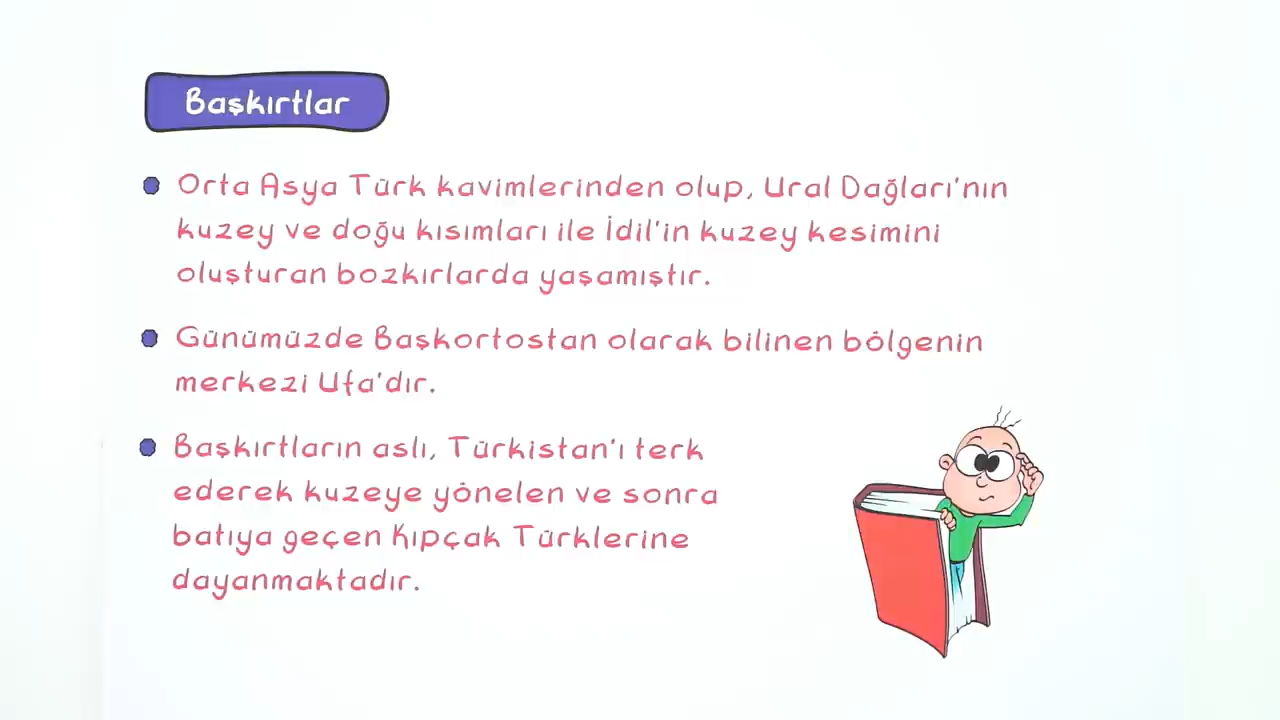 Başkırtlar
Orta Asya Türk kavimlerinden olup, Ural Dağları'nın
kuzey ve doğu kısımları ile İdil'in kuzey kesimini
oluşturan bozkırlarda yaşamıştır.
Günümüzde Başkortostan olarak bilinen bölgenin
merkezi Ufa'dır.
Başkırtların aslı, Türkistan'ı terk
ederek kuzeye yönelen ve sonra
batıya geçen Kıpçak Türklerine
dayanmaktadır.